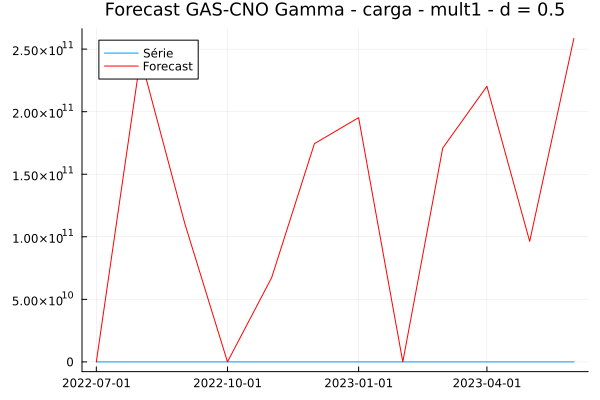 Forecast GAS-CNO Gamma - carga - mult1 - d = 0.5
Série
Forecast
2.50×10¹¹
2.00×10¹¹
1.50×10¹¹
1.00×10¹¹
5.00×10¹⁰
0
2022-07-01 2022-10-01 2023-01-01 2023-04-01